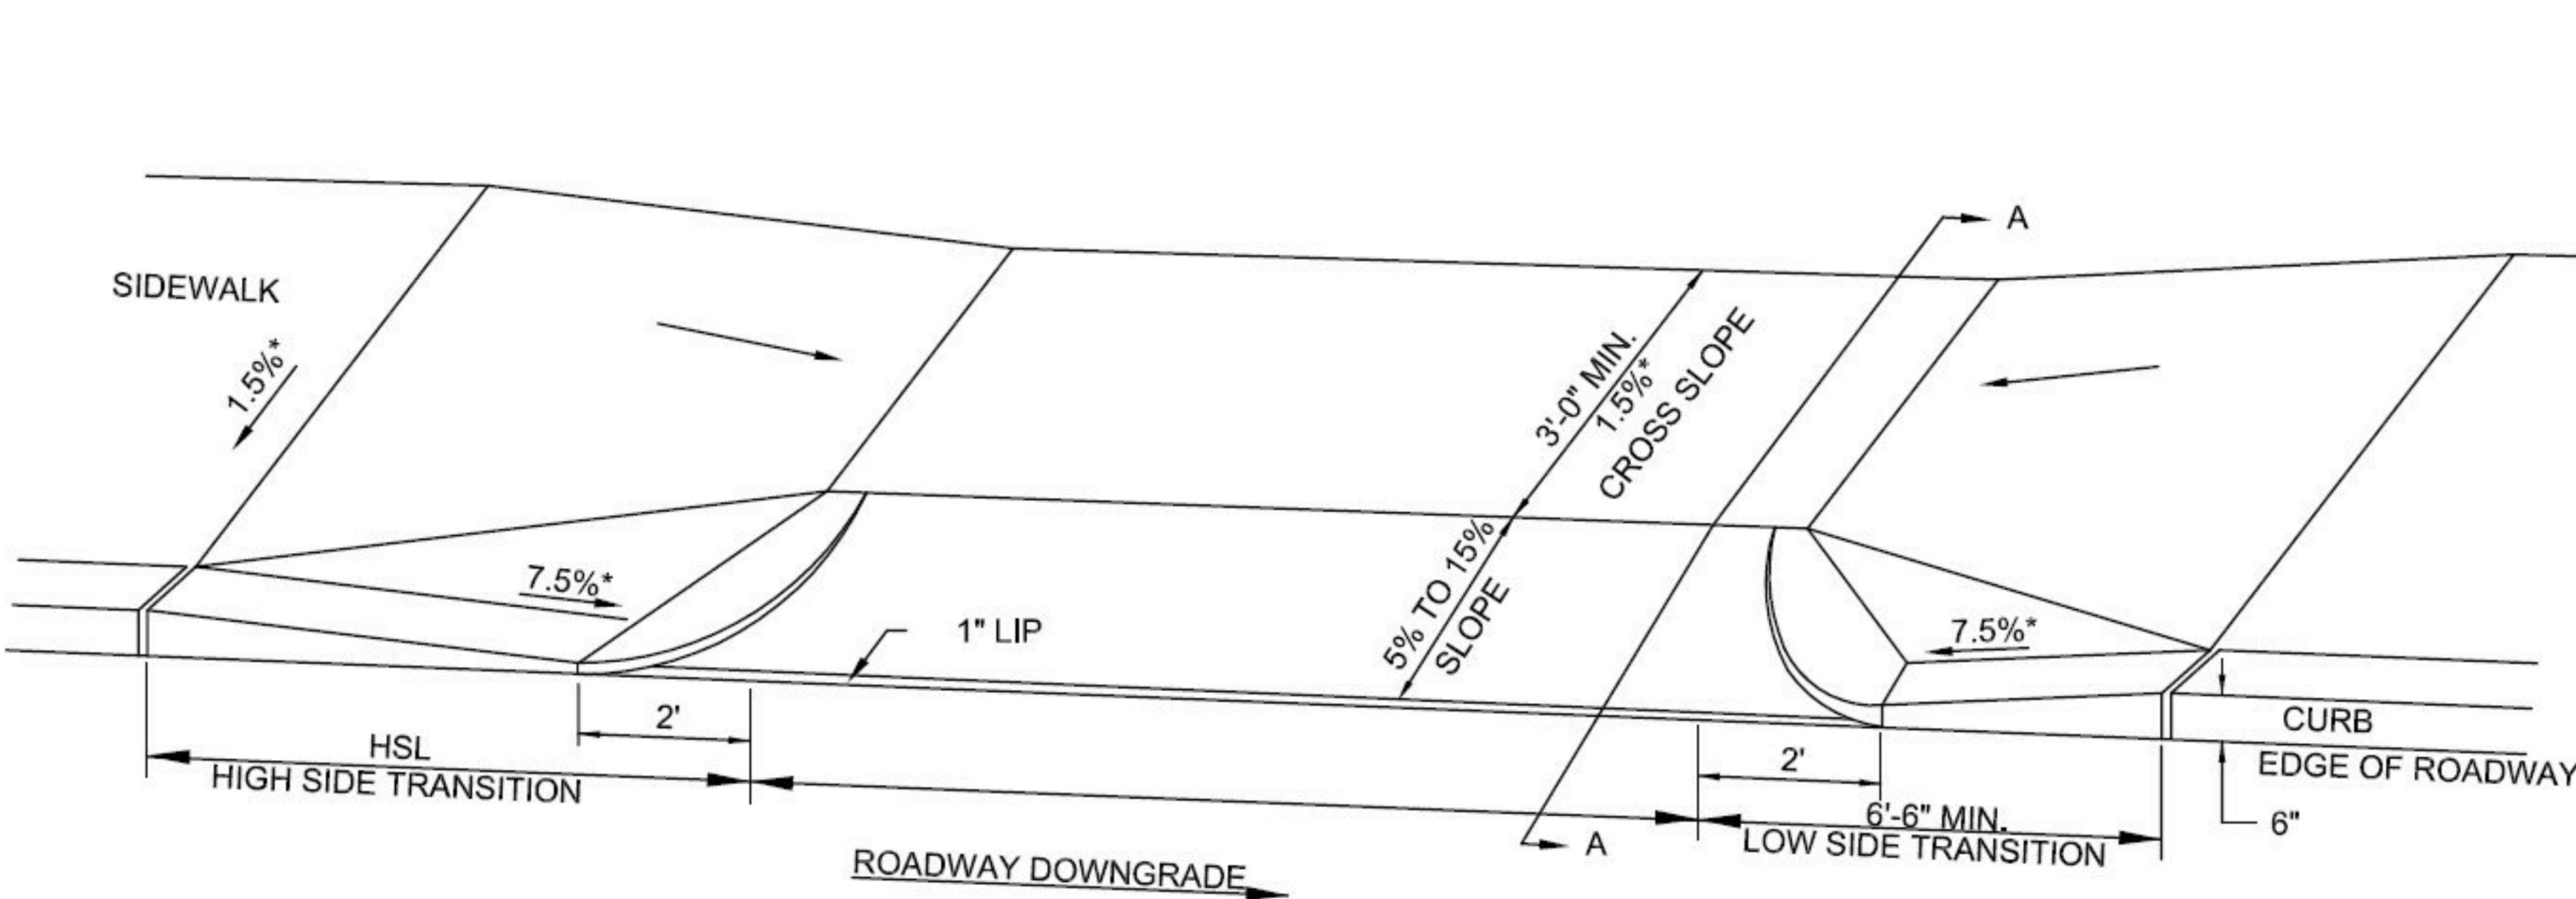 A
SIDEWALK
1.5%*
3'-0" MIN.
1.5%*
CROSS SLOPE
7.5%*
5% TO 15%
SLOPE
1" LIP
7.5%*
2'
CURB
HSL
HIGH SIDE TRANSITION
2'
EDGE OF ROADWAY
6'-6" MIN.
6"
LOW SIDE TRANSITION
A
ROADWAY DOWNGRADE